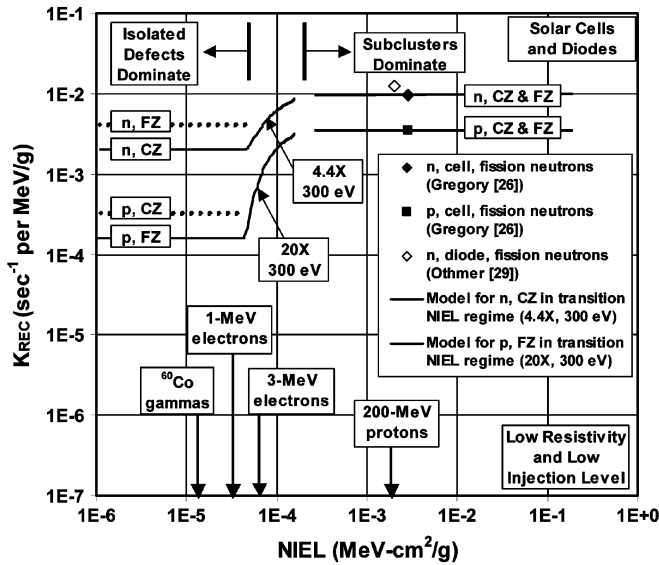 1E-1
1E-2
1E-3
1E-4
1E-5
1E-6
1E-7
K_REC (sec⁻¹ per MeV/g)
Isolated
Defects
Dominate
Subclusters
Dominate
Solar Cells
and Diodes
n, FZ
n, CZ
p, CZ
p, FZ
n, CZ & FZ
p, CZ & FZ
4.4X
300 eV
20X
300 eV
n, cell, fission neutrons
(Gregory [26])
p, cell, fission neutrons
(Gregory [26])
n, diode, fission neutrons
(Othmer [29])
Model for n, CZ in transition
NIEL regime (4.4X, 300 eV)
Model for p, FZ in transition
NIEL regime (20X, 300 eV)
1-MeV
electrons
⁶⁰Co
gammas
3-MeV
electrons
200-MeV
protons
Low Resistivity
and Low
Injection Level
1E-6 1E-5 1E-4 1E-3 1E-2 1E-1 1E+0
NIEL (MeV-cm²/g)